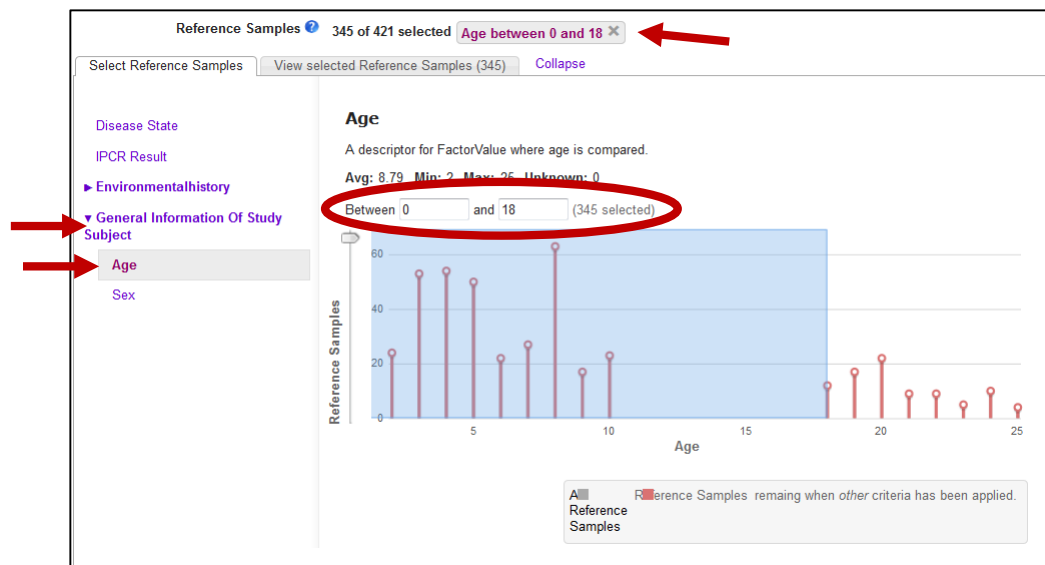 Reference Samples ? 345 of 421 selected Age between 0 and 18 ✕
Select Reference Samples View selected Reference Samples (345) Collapse
Disease State
IPCR Result
▶ Environmentalhistory
▼ General Information Of Study
Subject
Age
Sex
Age
A descriptor for FactorValue where age is compared.
Avg: 8.79 Min: 2 Max: 25 Unknown: 0
Between 0 and 18 (345 selected)
Reference Samples
60
40
20
0
5 10 15 20 25
Age
A Reference Samples remaing when other criteria has been applied.
Reference
Samples